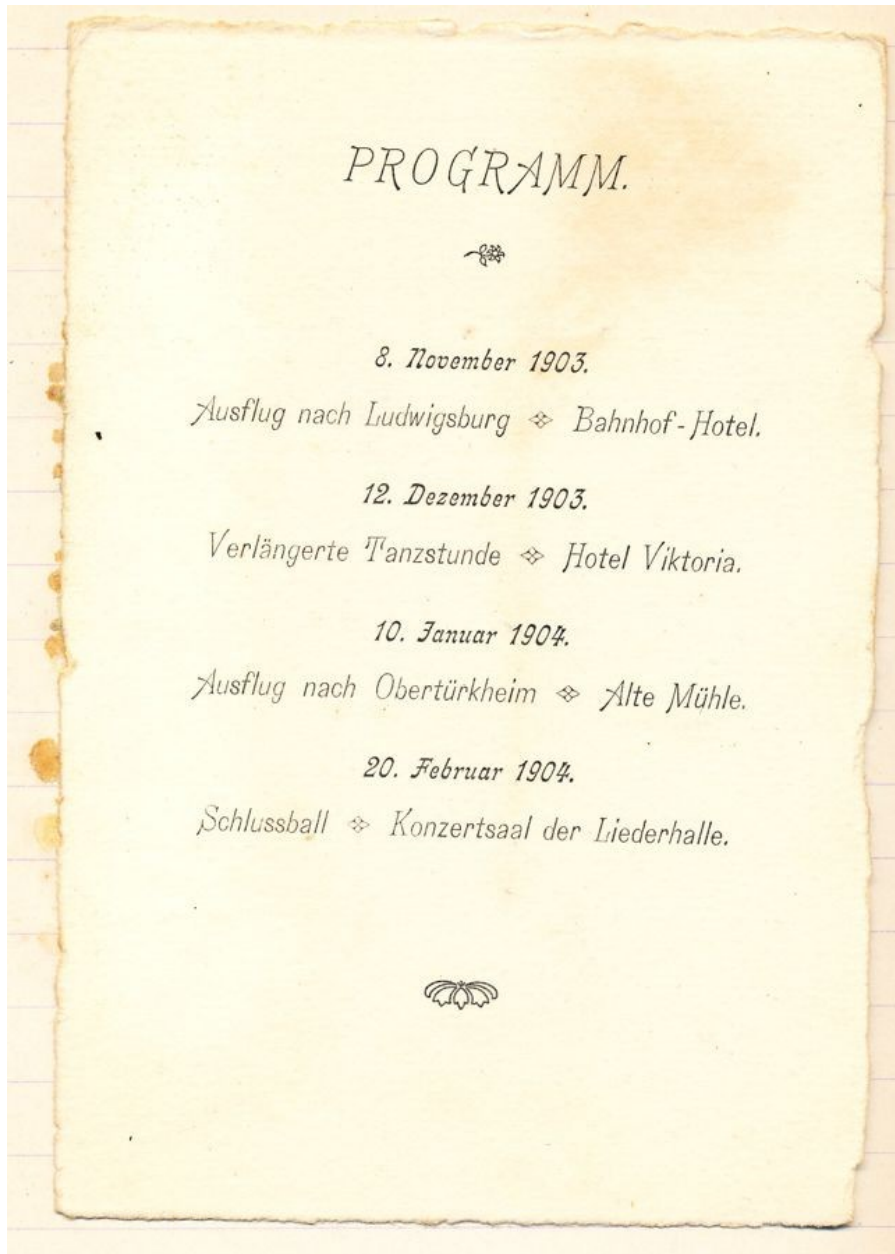 PROGRAMM.
8. November 1903.
Ausflug nach Ludwigsburg Bahnhof-Hotel.
12. Dezember 1903.
Verlängerte Tanzstunde Hotel Viktoria.
10. Januar 1904.
Ausflug nach Obertürkheim Alte Mühle.
20. Februar 1904.
Schlussball Konzertsaal der Liederhalle.